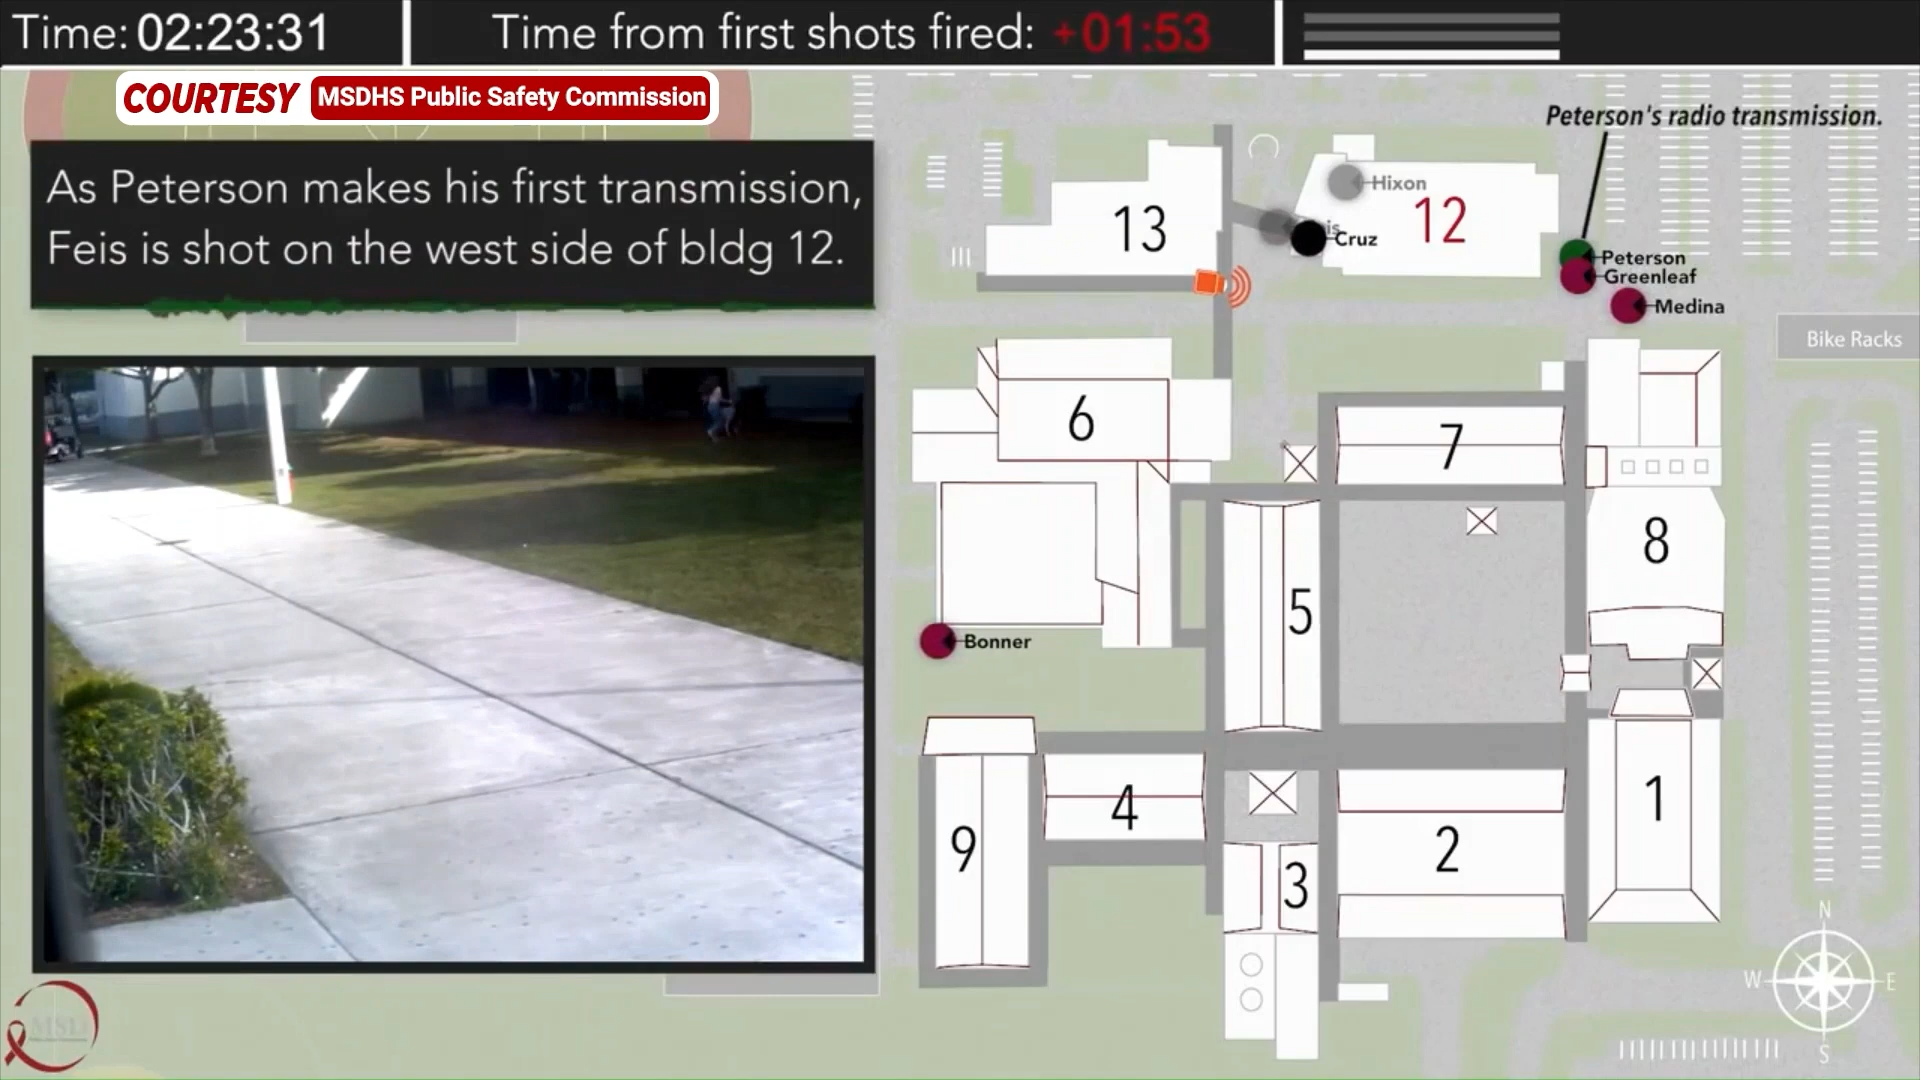 Time: 02:23:31
Time from first shots fired: +01:53
COURTESY MSDHS Public Safety Commission
As Peterson makes his first transmission,
Feis is shot on the west side of bldg 12.
Peterson's radio transmission.
Hixon
13
12
Cruz
Peterson
Greenleaf
Medina
Bike Racks
6
7
8
5
Bonner
1
4
9
2
3
N
W
E
S